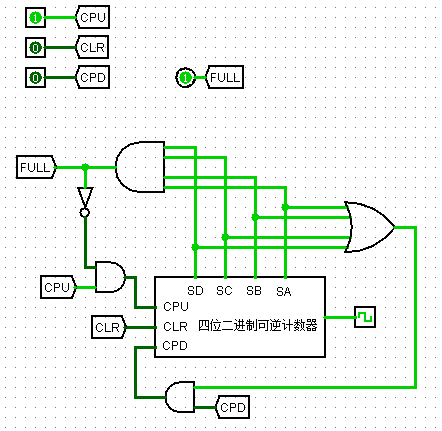 1 CPU
0 CLR
0 CPD
1 FULL
FULL
SD SC SB SA
CPU
CPU
CLR
CLR
四位二进制可逆计数器
CPD
CPD